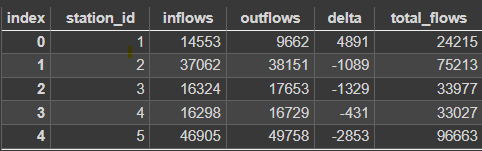 index station_id inflows outflows delta total_flows
0 1 14553 9662 4891 24215
1 2 37062 38151 -1089 75213
2 3 16324 17653 -1329 33977
3 4 16298 16729 -431 33027
4 5 46905 49758 -2853 96663